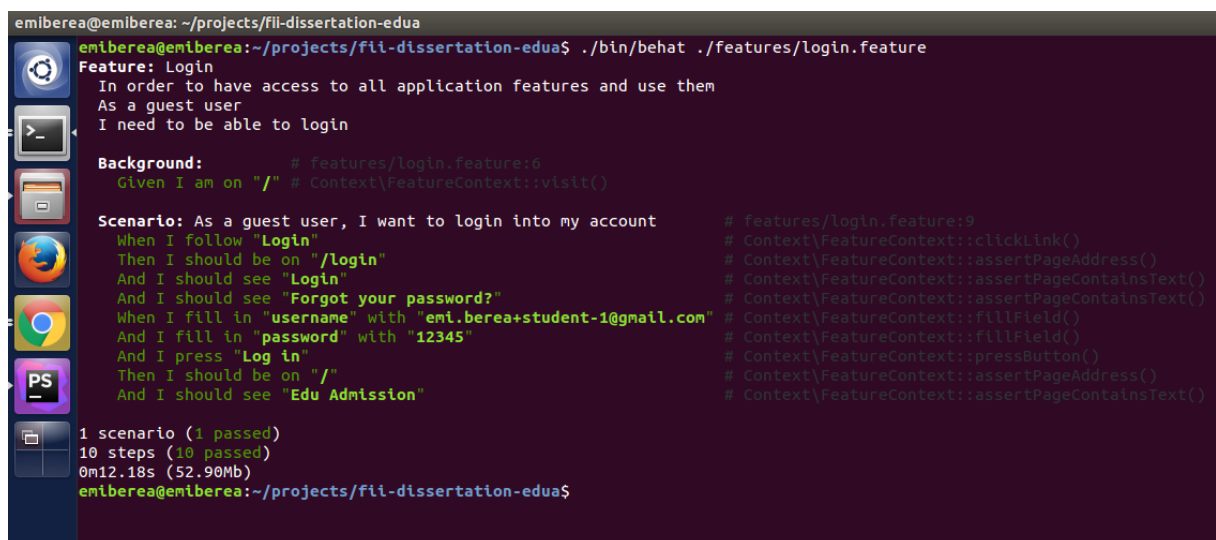 emiberea@emiberea: ~/projects/fii-dissertation-edua
emiberea@emiberea:~/projects/fii-dissertation-edua$ ./bin/behat ./features/login.feature
Feature: Login
  In order to have access to all application features and use them
  As a guest user
  I need to be able to login

  Background:         # features/login.feature:6
    Given I am on "/" # Context\FeatureContext::visit()

  Scenario: As a guest user, I want to login into my account       # features/login.feature:9
    When I follow "Login"                                          # Context\FeatureContext::clickLink()
    Then I should be on "/login"                                   # Context\FeatureContext::assertPageAddress()
    And I should see "Login"                                       # Context\FeatureContext::assertPageContainsText()
    And I should see "Forgot your password?"                       # Context\FeatureContext::assertPageContainsText()
    When I fill in "username" with "emi.berea+student-1@gmail.com" # Context\FeatureContext::fillField()
    And I fill in "password" with "12345"                          # Context\FeatureContext::fillField()
    And I press "Log in"                                           # Context\FeatureContext::pressButton()
    Then I should be on "/"                                        # Context\FeatureContext::assertPageAddress()
    And I should see "Edu Admission"                               # Context\FeatureContext::assertPageContainsText()

1 scenario (1 passed)
10 steps (10 passed)
0m12.18s (52.90Mb)
emiberea@emiberea:~/projects/fii-dissertation-edua$
PS